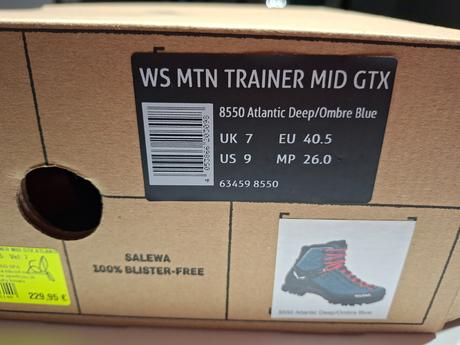 WS MTN TRAINER MID GTX
8550 Atlantic Deep/Ombre Blue
UK 7 EU 40.5
US 9 MP 26.0
63459 8550
SALEWA
100% BLISTER-FREE
229,95 €
8550 Atlantic Deep/Ombre Blue